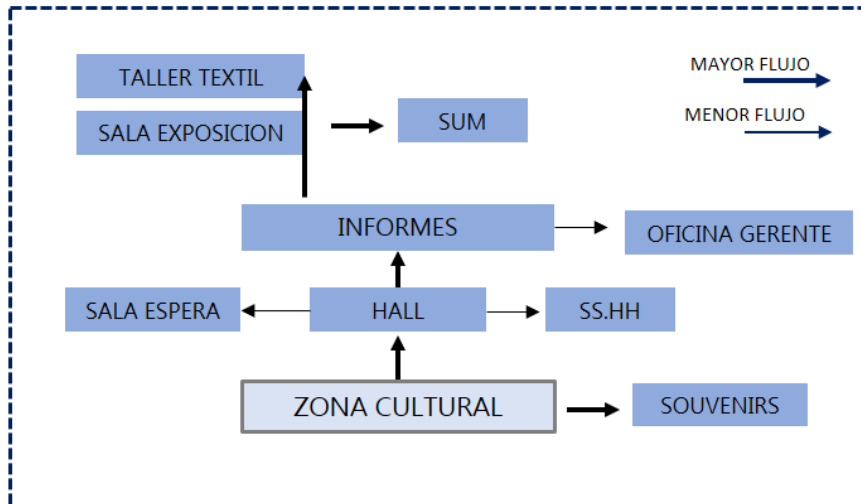 TALLER TEXTIL
MAYOR FLUJO
SALA EXPOSICION
SUM
MENOR FLUJO
INFORMES
OFICINA GERENTE
SALA ESPERA
HALL
SS.HH
ZONA CULTURAL
SOUVENIRS